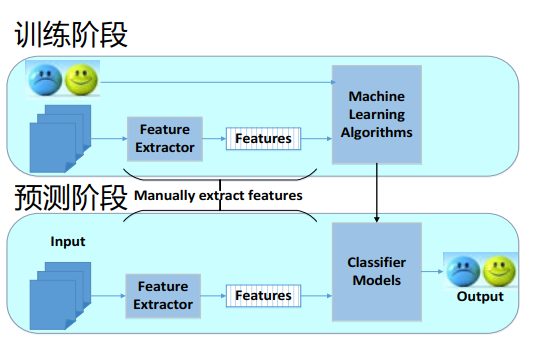 训练阶段
Feature
Extractor
Features
Machine
Learning
Algorithms
预测阶段
Manually extract features
Input
Feature
Extractor
Features
Classifier
Models
Output